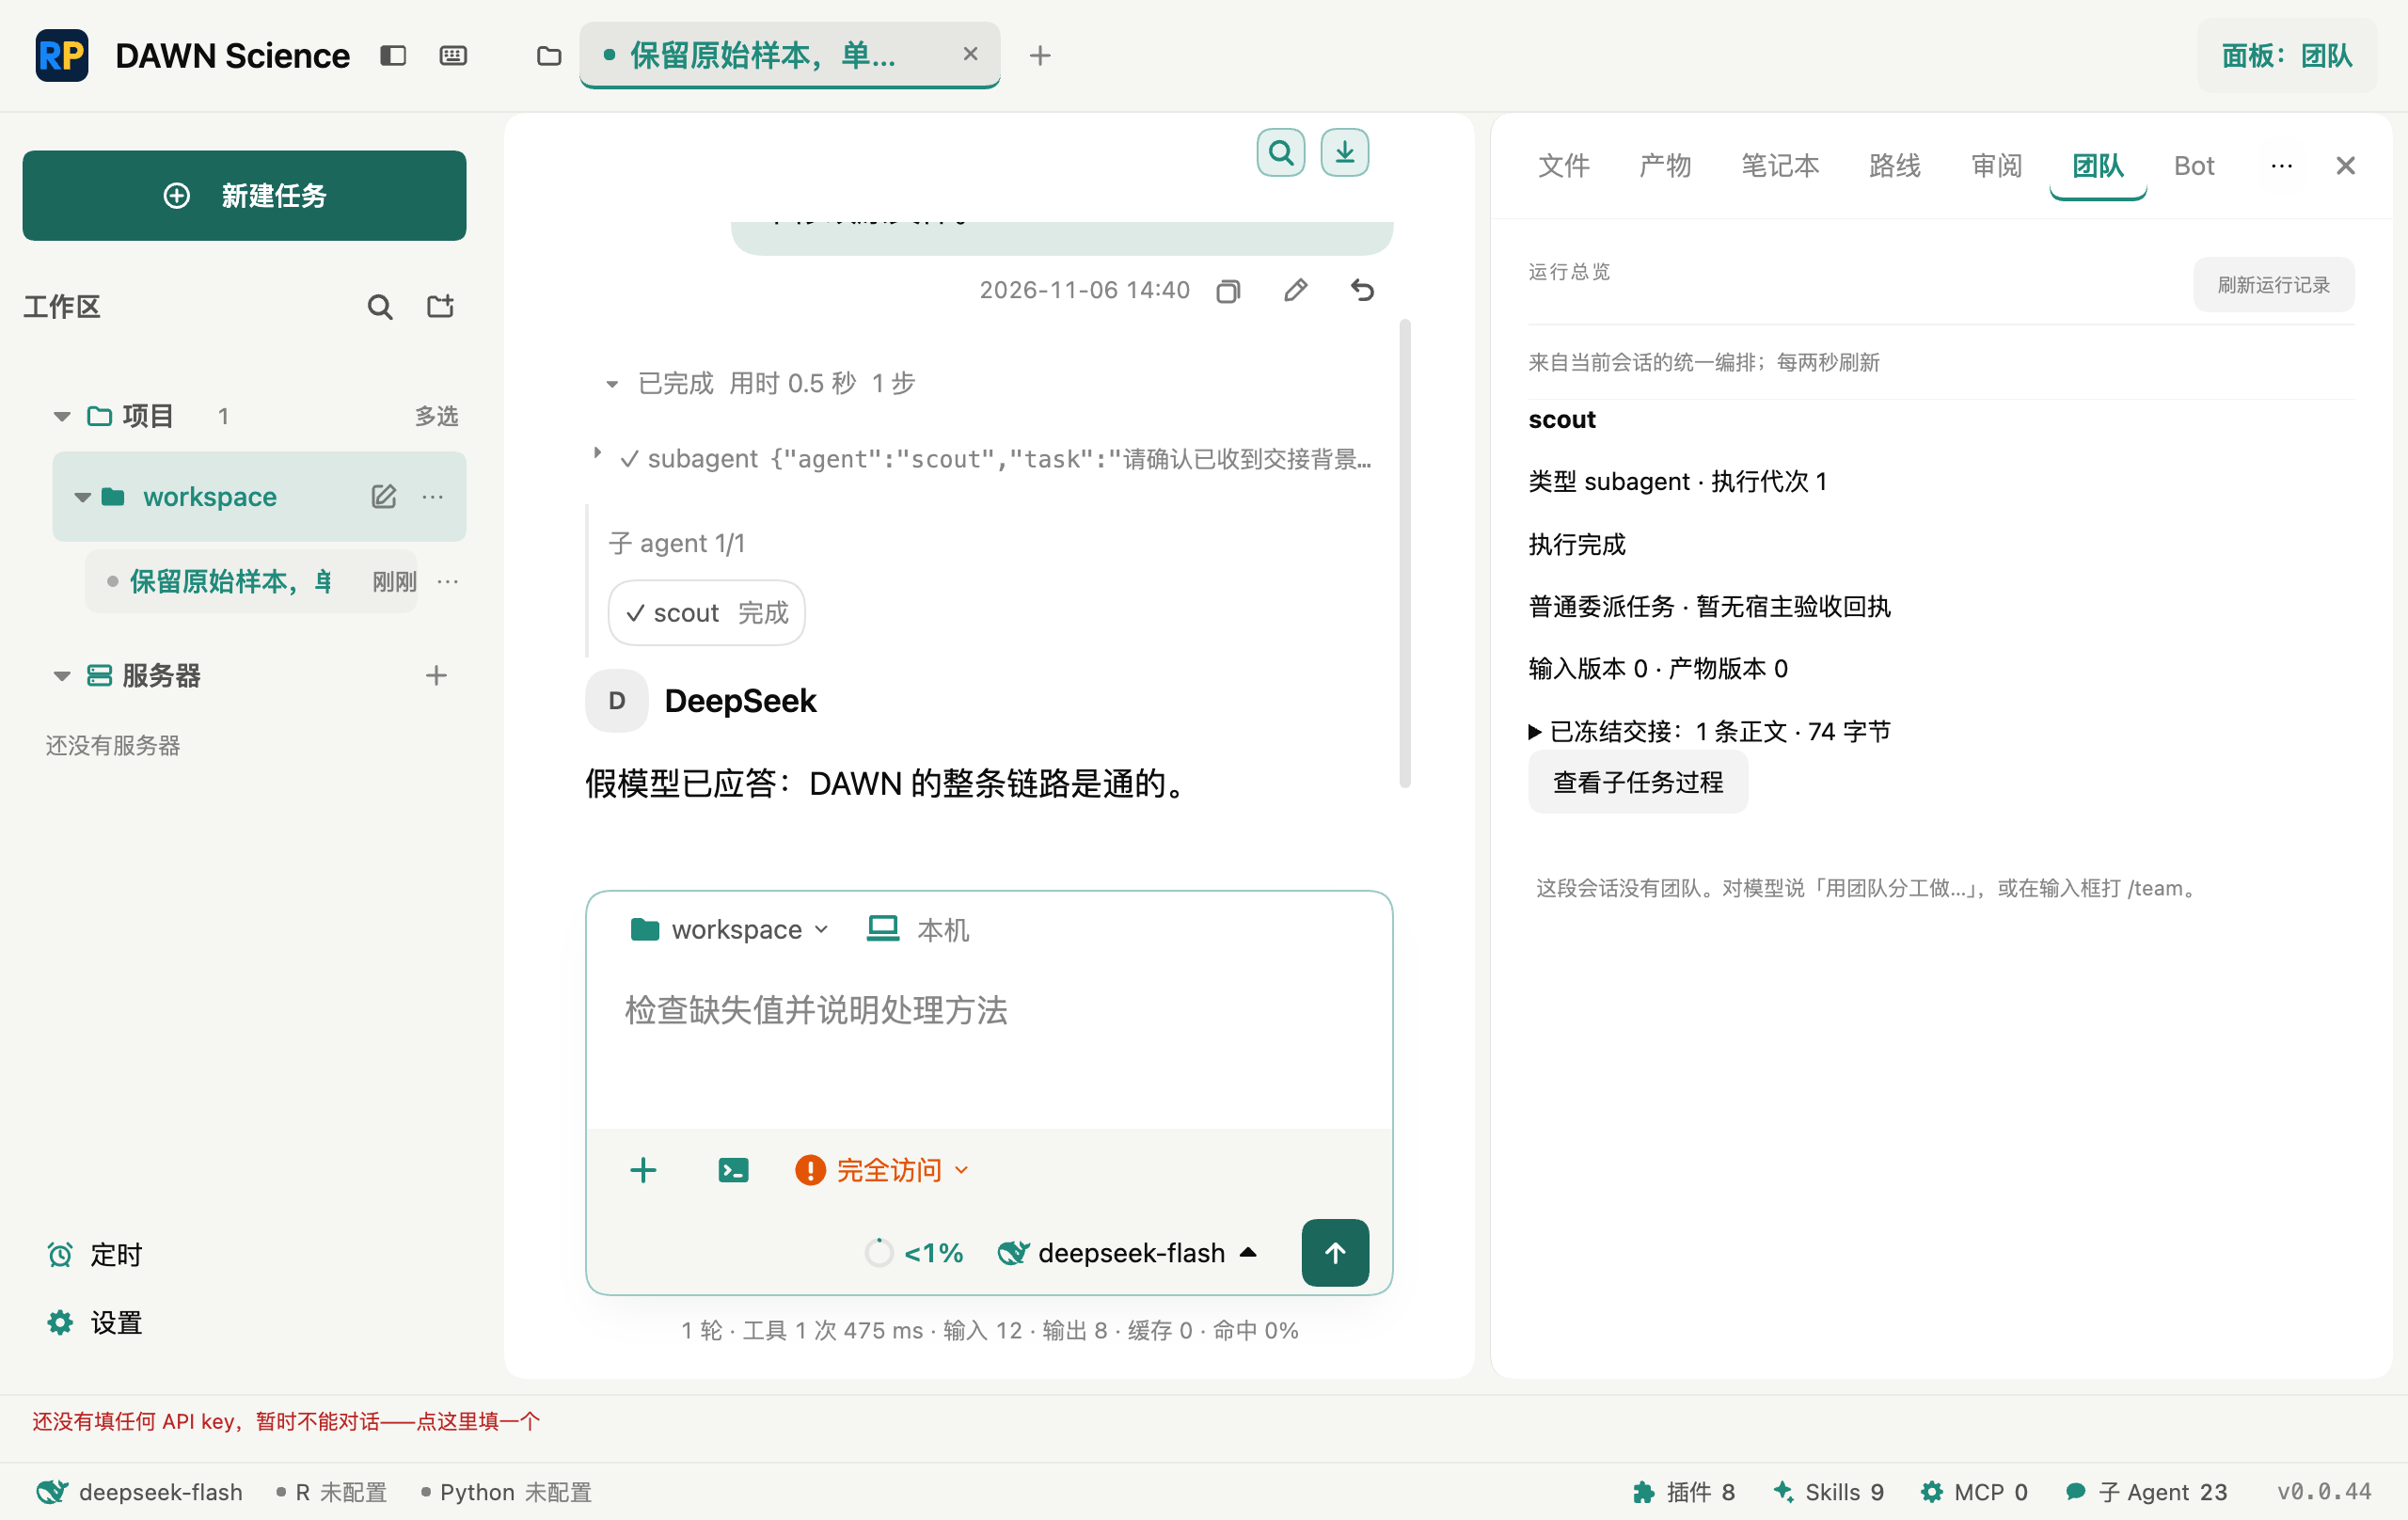 RP DAWN Science
保留原始样本，单...
面板：团队
新建任务
工作区
项目 1 多选
workspace
保留原始样本， 刚刚
服务器
还没有服务器
定时
设置
2026-11-06 14:40
已完成 用时 0.5 秒 1 步
subagent {"agent":"scout","task":"请确认已收到交接背景…
子 agent 1/1
scout 完成
D DeepSeek
假模型已应答：DAWN 的整条链路是通的。
workspace 本机
检查缺失值并说明处理方法
完全访问
<1% deepseek-flash
1 轮 · 工具 1 次 475 ms · 输入 12 · 输出 8 · 缓存 0 · 命中 0%
文件 产物 笔记本 路线 审阅 团队 Bot ...
运行总览
刷新运行记录
来自当前会话的统一编排；每两秒刷新
scout
类型 subagent · 执行代次 1
执行完成
普通委派任务 · 暂无宿主验收回执
输入版本 0 · 产物版本 0
已冻结交接：1 条正文 · 74 字节
查看子任务过程
这段会话没有团队。对模型说「用团队分工做…」，或在输入框打 /team。
还没有填任何 API key，暂时不能对话——点这里填一个
deepseek-flash R 未配置 Python 未配置
插件 8 Skills 9 MCP 0 子 Agent 23 v0.0.44